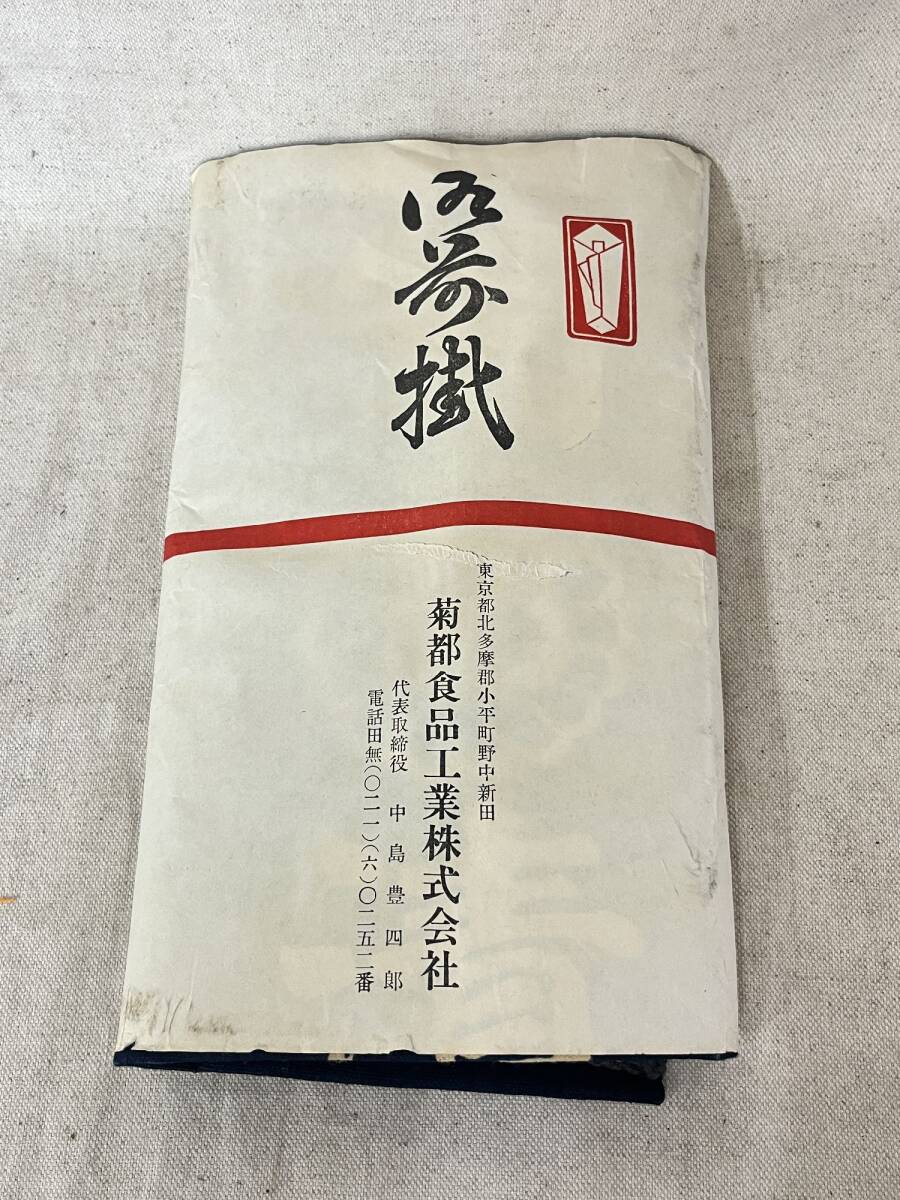 御前掛
東京都北多摩郡小平町野中新田
菊都食品工業株式会社
代表取締役 中島豊四郎
電話田無(〇二一)(六)〇二五二番